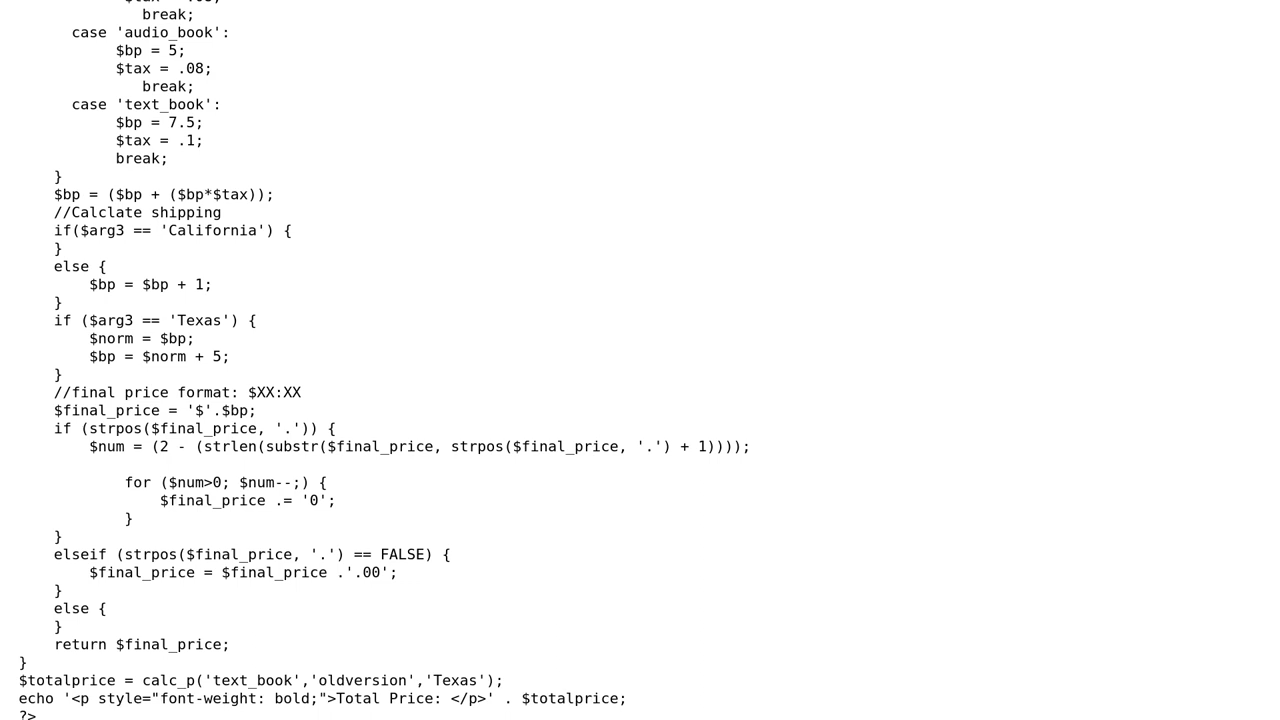 break;
case 'audio_book':
$bp = 5;
$tax = .08;
break;
case 'text_book':
$bp = 7.5;
$tax = .1;
break;
}
$bp = ($bp + ($bp*$tax));
//Calclate shipping
if($arg3 == 'California') {
}
else {
$bp = $bp + 1;
}
if ($arg3 == 'Texas') {
$norm = $bp;
$bp = $norm + 5;
}
//final price format: $XX:XX
$final_price = '$'.$bp;
if (strpos($final_price, '.')) {
$num = (2 - (strlen(substr($final_price, strpos($final_price, '.') + 1))));
for ($num>0; $num--;) {
$final_price .= '0';
}
}
elseif (strpos($final_price, '.') == FALSE) {
$final_price = $final_price .'.00';
}
else {
}
return $final_price;
}
$totalprice = calc_p('text_book','oldversion','Texas');
echo '<p style="font-weight: bold;">Total Price: </p>' . $totalprice;
?>